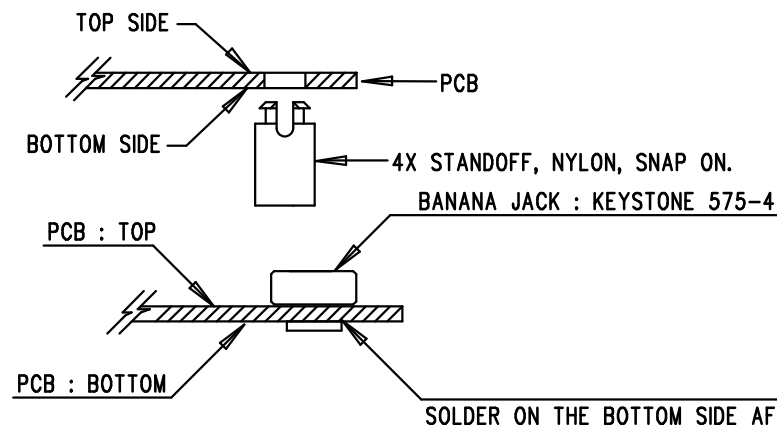 TOP SIDE
PCB
BOTTOM SIDE
4X STANDOFF, NYLON, SNAP ON.
BANANA JACK : KEYSTONE 575-4
PCB : TOP
PCB : BOTTOM
SOLDER ON THE BOTTOM SIDE AF